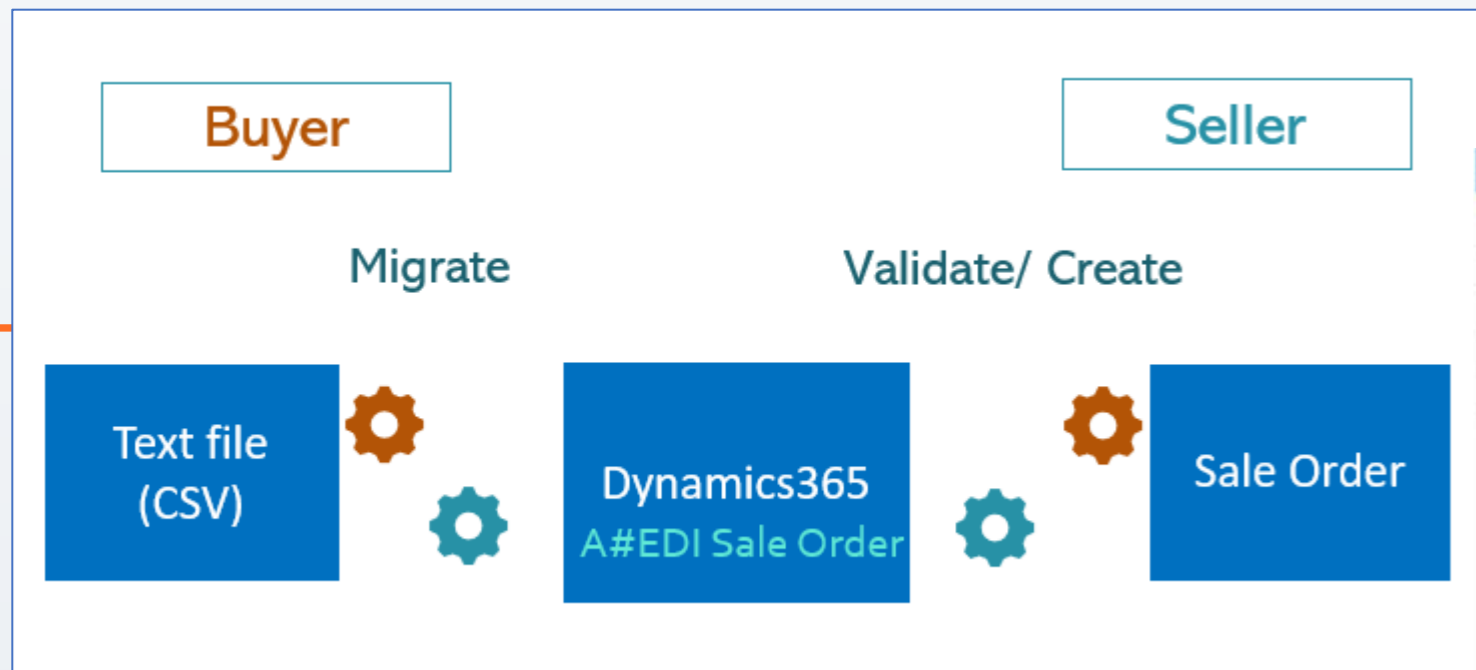 Buyer
Seller
Migrate
Validate/ Create
Text file
(CSV)
Dynamics365
A#EDI Sale Order
Sale Order